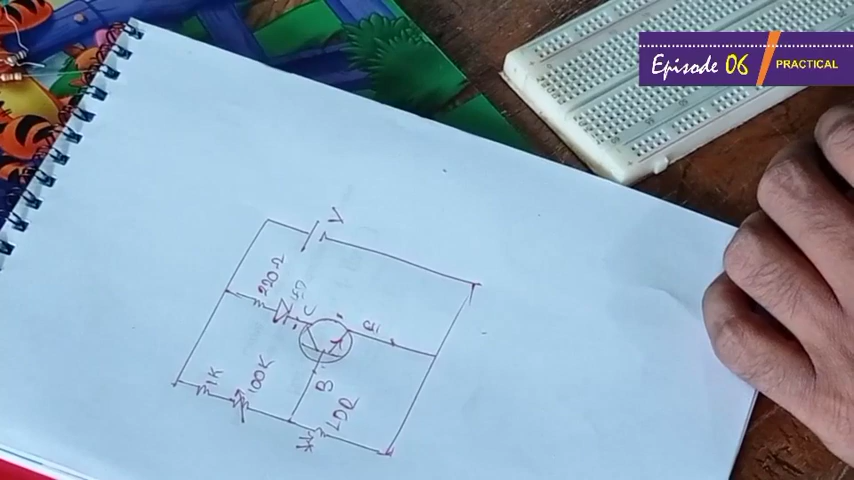 Episode 06
PRACTICAL
V
220Ω
C
E
1K
100K
B
LDR